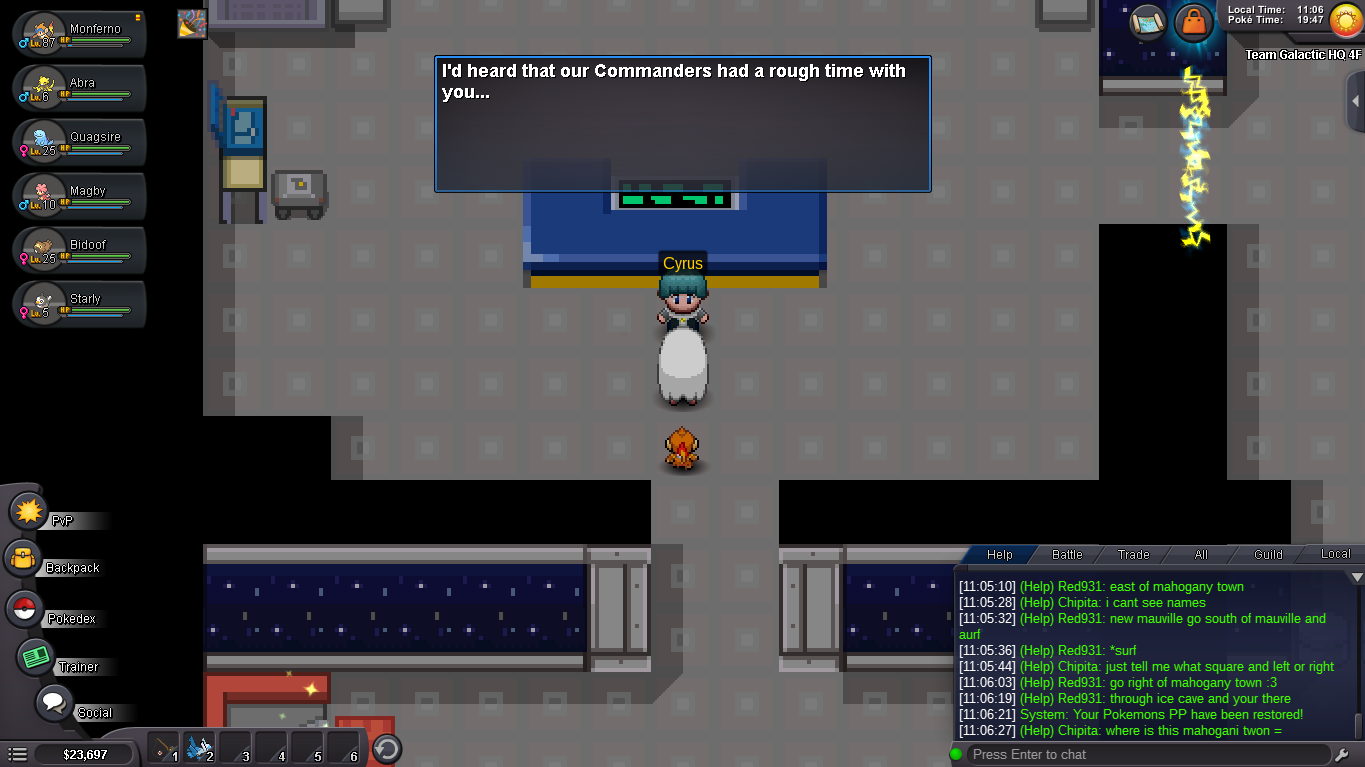 Monferno
Lv.87 HP
Abra
Lv.6 HP
Quagsire
Lv.25 HP
Magby
Lv.10 HP
Bidoof
Lv.25 HP
Starly
Lv.5 HP
Local Time: 11:06
Poké Time: 19:47
Team Galactic HQ 4F
I'd heard that our Commanders had a rough time with
you...
Cyrus
PvP
Backpack
Pokedex
Trainer
Social
$23,697
1 2 3 4 5 6
Help Battle Trade All Guild Local
[11:05:10] (Help) Red931: east of mahogany town
[11:05:28] (Help) Chipita: i cant see names
[11:05:32] (Help) Red931: new mauville go south of mauville and
aurf
[11:05:36] (Help) Red931: *surf
[11:05:44] (Help) Chipita: just tell me what square and left or right
[11:06:03] (Help) Red931: go right of mahogany town :3
[11:06:19] (Help) Red931: through ice cave and your there
[11:06:21] System: Your Pokemons PP have been restored!
[11:06:27] (Help) Chipita: where is this mahogani twon =
Press Enter to chat